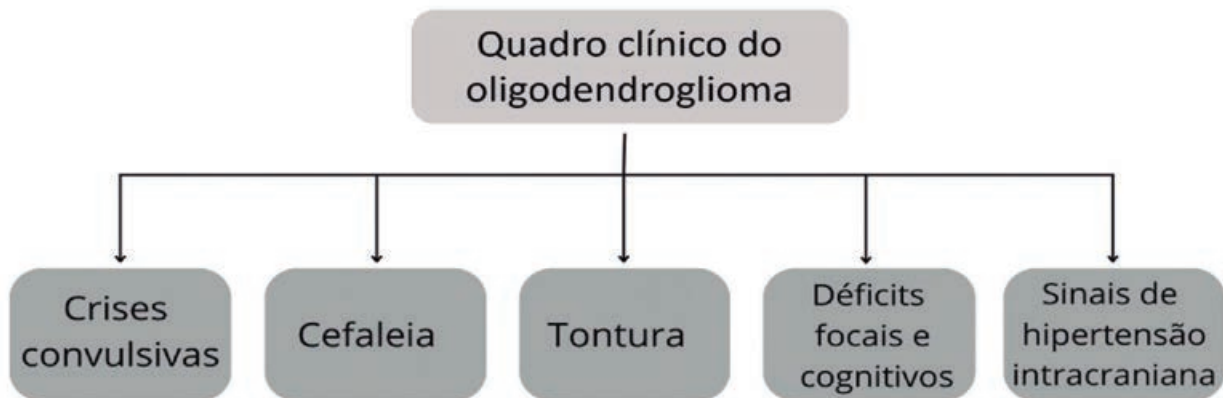 Quadro clínico do
oligodendroglioma
Crises
convulsivas
Cefaleia
Tontura
Déficits
focais e
cognitivos
Sinais de
hipertensão
intracraniana